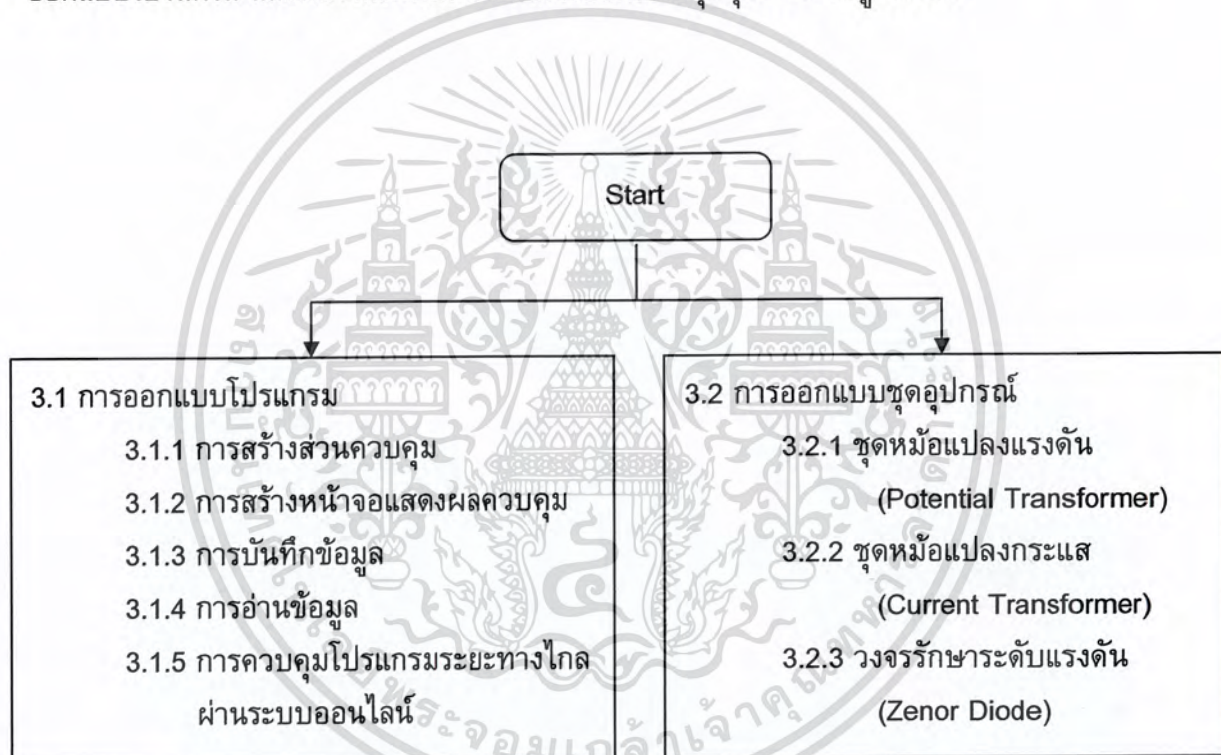 Start
3.1 การออกแบบโปรแกรม
3.1.1 การสร้างส่วนควบคุม
3.1.2 การสร้างหน้าจอแสดงผลควบคุม
3.1.3 การบันทึกข้อมูล
3.1.4 การอ่านข้อมูล
3.1.5 การควบคุมโปรแกรมระยะทางไกล
ผ่านระบบออนไลน์
3.2 การออกแบบชุดอุปกรณ์
3.2.1 ชุดหม้อแปลงแรงดัน
(Potential Transformer)
3.2.2 ชุดหม้อแปลงกระแส
(Current Transformer)
3.2.3 วงจรรักษาระดับแรงดัน
(Zenor Diode)